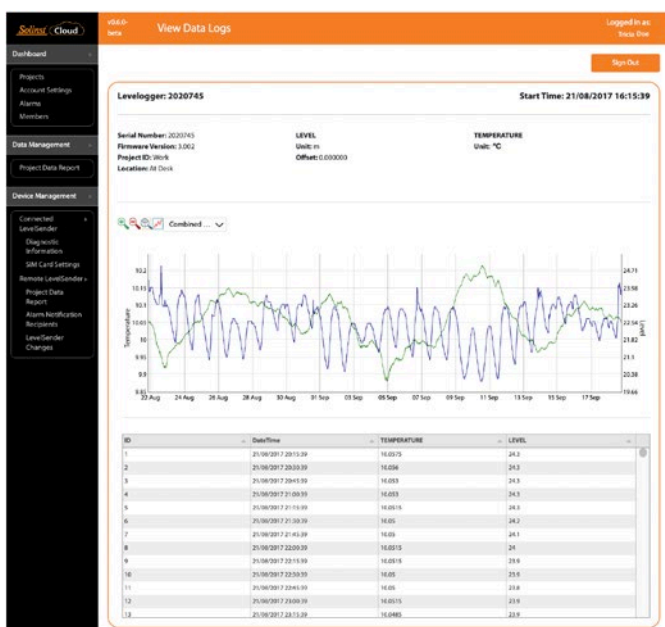 Solinst Cloud
v0.6.0-
beta
View Data Logs
Logged in as:
Tricia Doe
Sign Out
Dashboard
Projects
Account Settings
Alarms
Members
Data Management
Project Data Report
Device Management
Connected
LevelSender
Diagnostic
Information
SIM Card Settings
Remote LevelSender
Project Data
Report
Alarm Notification
Recipients
LevelSender
Changes
Levelogger: 2020745
Start Time: 21/08/2017 16:15:39
Serial Number: 2020745
Firmware Version: 3.002
Project ID: Work
Location: At Desk
LEVEL
Unit: m
Offset: 0.000000
TEMPERATURE
Unit: °C
Combined ...
Temperature
10.2
10.15
10.1
10.05
10
9.95
9.9
9.85
24.71
23.98
23.26
22.54
21.82
21.1
20.38
19.66
Level
22 Aug 24 Aug 26 Aug 28 Aug 30 Aug 31 Sep 03 Sep 05 Sep 07 Sep 09 Sep 11 Sep 13 Sep 15 Sep 17 Sep
ID DateTime TEMPERATURE LEVEL
1 21/08/2017 20:15:39 10.0575 24.3
2 21/08/2017 20:30:39 10.056 24.3
3 21/08/2017 20:45:39 10.053 24.3
4 21/08/2017 21:00:39 10.053 24.3
5 21/08/2017 21:15:39 10.0515 24.3
6 21/08/2017 21:30:39 10.05 24.2
7 21/08/2017 21:45:39 10.05 24.1
8 21/08/2017 22:00:39 10.0515 24
9 21/08/2017 22:15:39 10.0515 23.9
10 21/08/2017 22:30:39 10.05 23.9
11 21/08/2017 22:45:39 10.05 23.8
12 21/08/2017 23:00:39 10.0515 23.9
13 21/08/2017 23:15:39 10.0485 23.9